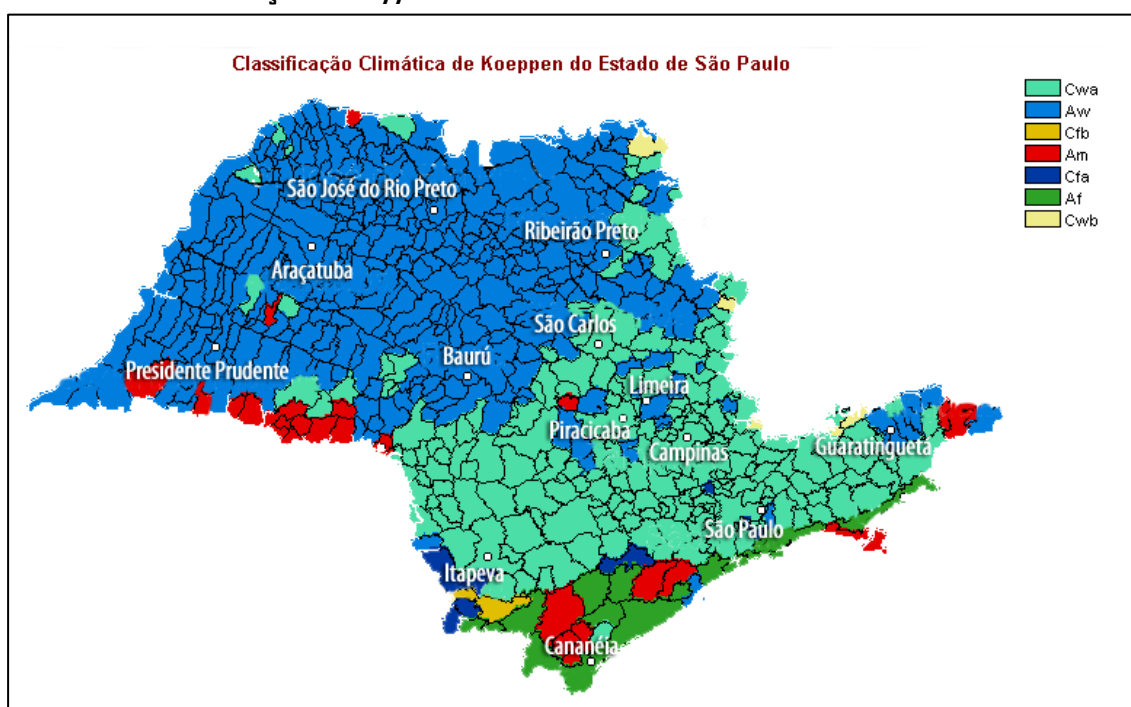 Classificação Climática de Koeppen do Estado de São Paulo
Cwa
Aw
Cfb
Am
Cfa
Af
Cwb
São José do Rio Preto
Ribeirão Preto
Araçatuba
São Carlos
Baurú
Presidente Prudente
Limeira
Piracicaba
Campinas
Guaratinguetá
São Paulo
Itapeva
Cananéia